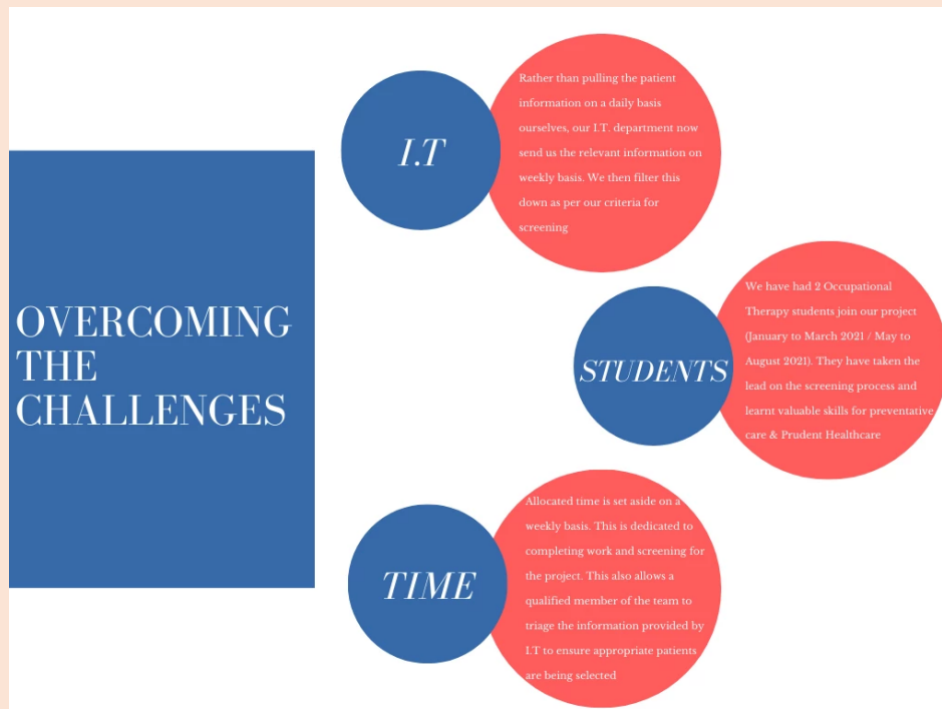 OVERCOMING
THE
CHALLENGES
I.T
Rather than pulling the patient
information on a daily basis
ourselves, our I.T. department now
send us the relevant information on
weekly basis. We then filter this
down as per our criteria for
screening
STUDENTS
We have had 2 Occupational
Therapy students join our project
(January to March 2021 / May to
August 2021). They have taken the
lead on the screening process and
learnt valuable skills for preventative
care & Prudent Healthcare
TIME
Allocated time is set aside on a
weekly basis. This is dedicated to
completing work and screening for
the project. This also allows a
qualified member of the team to
triage the information provided by
I.T to ensure appropriate patients
are being selected